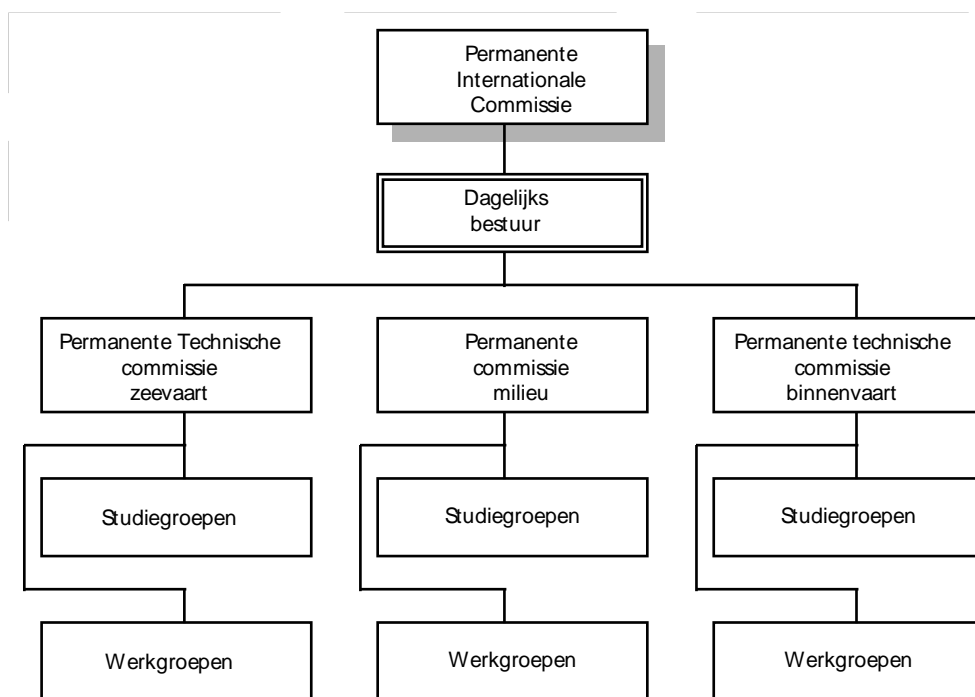 Permanente
Internationale
Commissie
Dagelijks
bestuur
Permanente Technische
commissie
zeevaart
Permanente
commissie
milieu
Permanente technische
commissie
binnenvaart
Studiegroepen
Studiegroepen
Studiegroepen
Werkgroepen
Werkgroepen
Werkgroepen